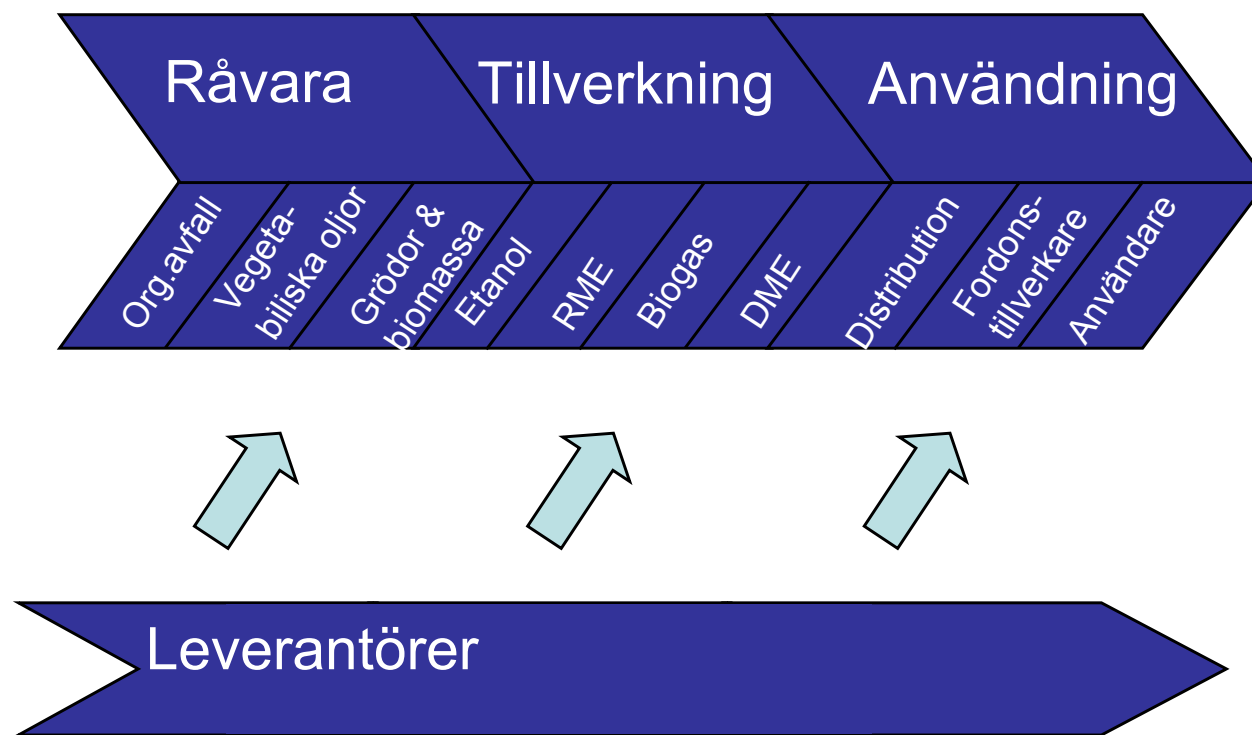 Råvara
Tillverkning
Användning
Org.avfall
Vegeta-
biliska oljor
Grödor &
biomassa
Etanol
RME
Biogas
DME
Distribution
Fordons-
tillverkare
Användare
Leverantörer